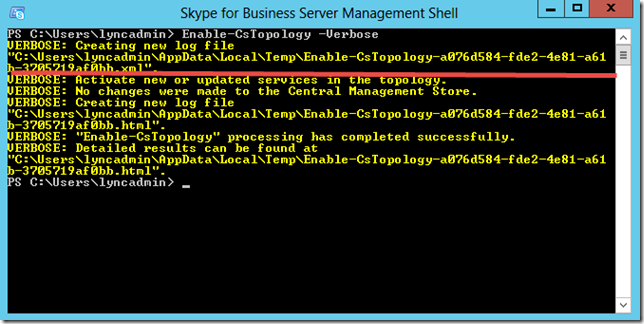 Skype for Business Server Management Shell
PS C:\Users\lyncadmin> Enable-CsTopology -Verbose
VERBOSE: Creating new log file
"C:\Users\lyncadmin\AppData\Local\Temp\Enable-CsTopology-a076d584-fde2-4e81-a61
b-3705719af0bb.xml".
VERBOSE: Activate new or updated services in the topology.
VERBOSE: No changes were made to the Central Management Store.
VERBOSE: Creating new log file
"C:\Users\lyncadmin\AppData\Local\Temp\Enable-CsTopology-a076d584-fde2-4e81-a61
b-3705719af0bb.html".
VERBOSE: "Enable-CsTopology" processing has completed successfully.
VERBOSE: Detailed results can be found at
"C:\Users\lyncadmin\AppData\Local\Temp\Enable-CsTopology-a076d584-fde2-4e81-a61
b-3705719af0bb.html".
PS C:\Users\lyncadmin> _